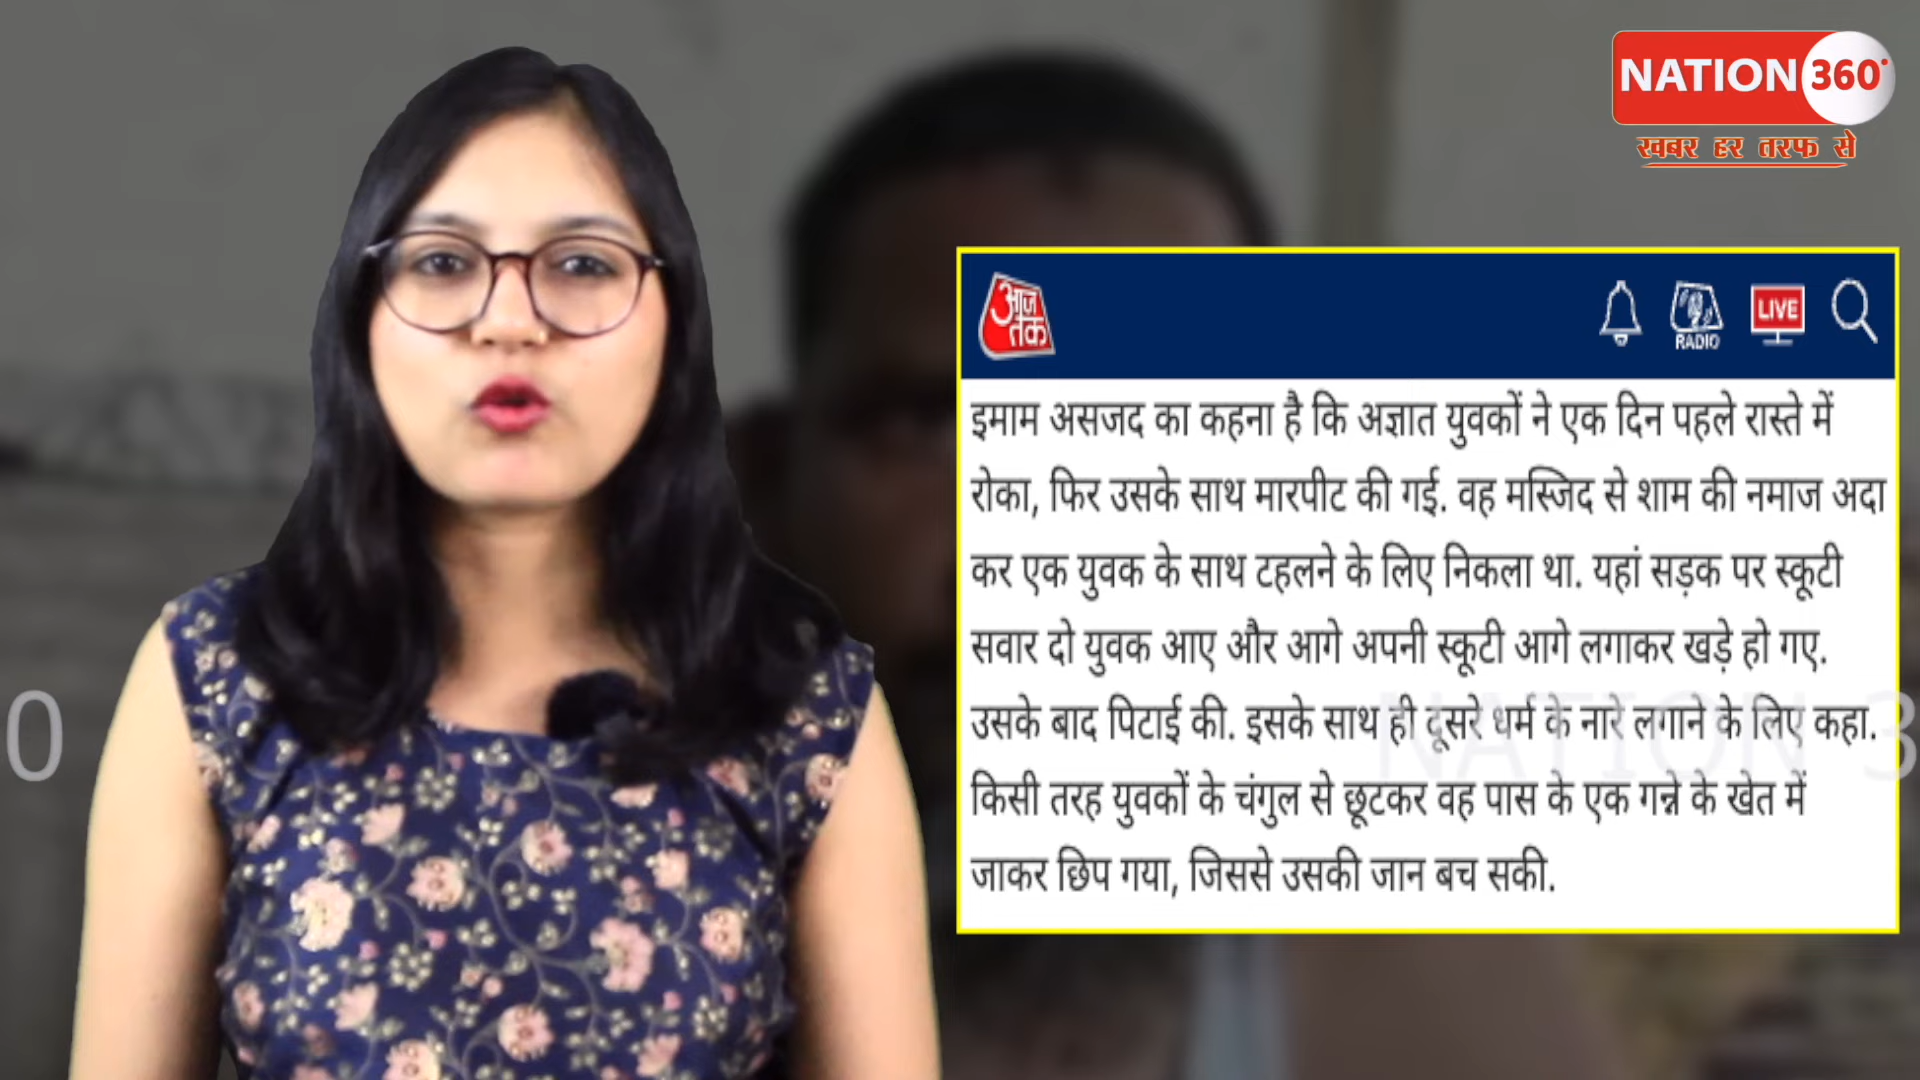 NATION 360°
खबर हर तरफ से
आज तक
RADIO
LIVE
इमाम असजद का कहना है कि अज्ञात युवकों ने एक दिन पहले रास्ते में
रोका, फिर उसके साथ मारपीट की गई. वह मस्जिद से शाम की नमाज अदा
कर एक युवक के साथ टहलने के लिए निकला था. यहां सड़क पर स्कूटी
सवार दो युवक आए और आगे अपनी स्कूटी आगे लगाकर खड़े हो गए.
उसके बाद पिटाई की. इसके साथ ही दूसरे धर्म के नारे लगाने के लिए कहा.
किसी तरह युवकों के चंगुल से छूटकर वह पास के एक गन्ने के खेत में
जाकर छिप गया, जिससे उसकी जान बच सकी.
0
NATION 3